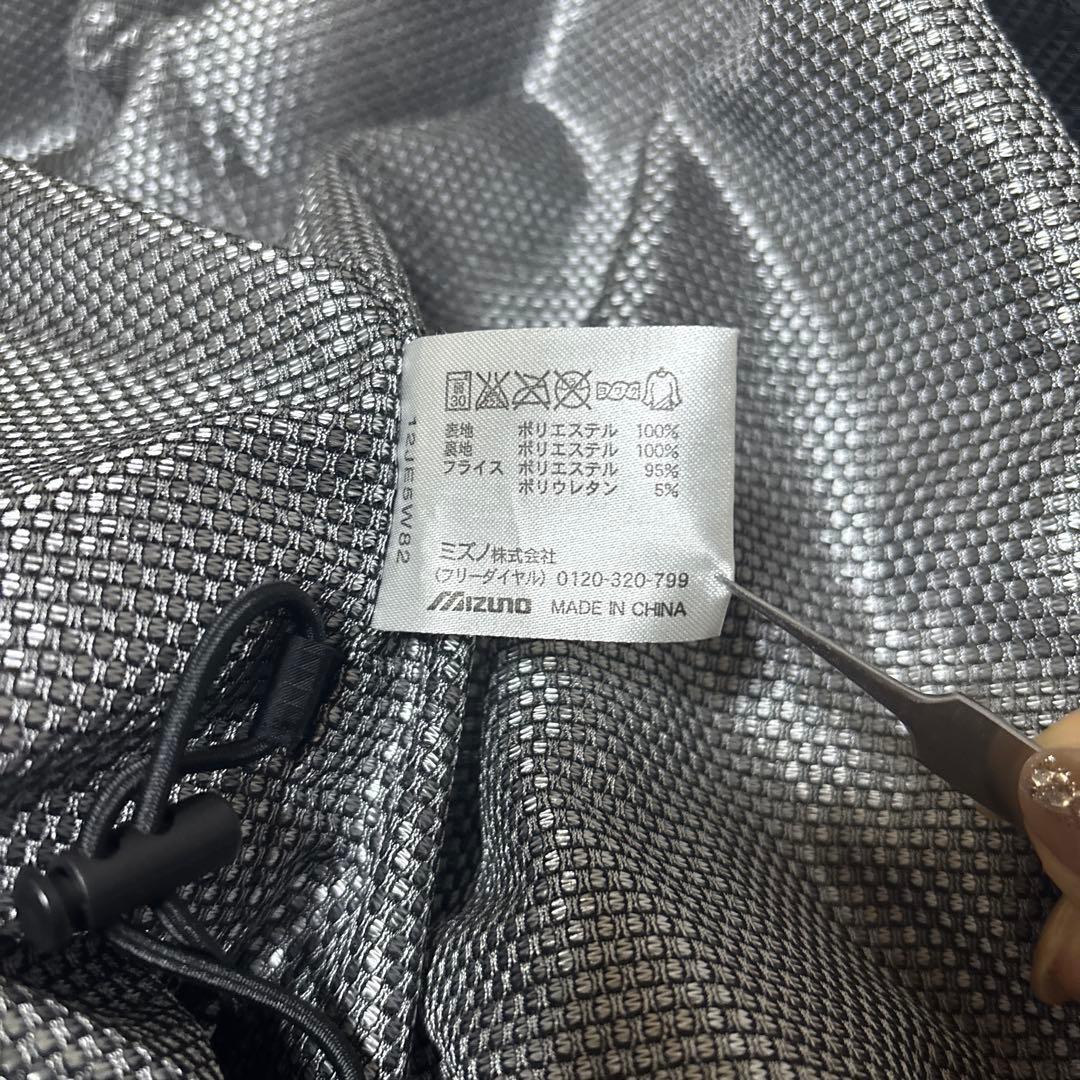 弱
30
表地 ポリエステル 100%
裏地 ポリエステル 100%
フライス ポリエステル 95%
ポリウレタン 5%
ミズノ株式会社
(フリーダイヤル) 0120-320-799
MIZUNO MADE IN CHINA
12JE5W82